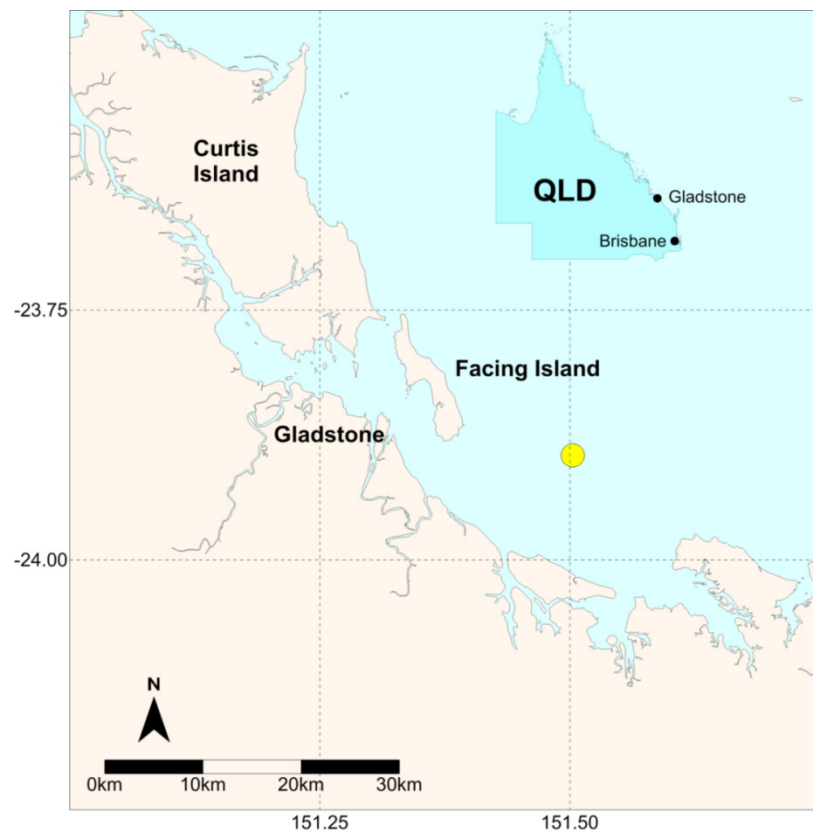 Curtis
Island
QLD
Gladstone
Brisbane
-23.75
Facing Island
Gladstone
-24.00
N
0km 10km 20km 30km
151.25 151.50